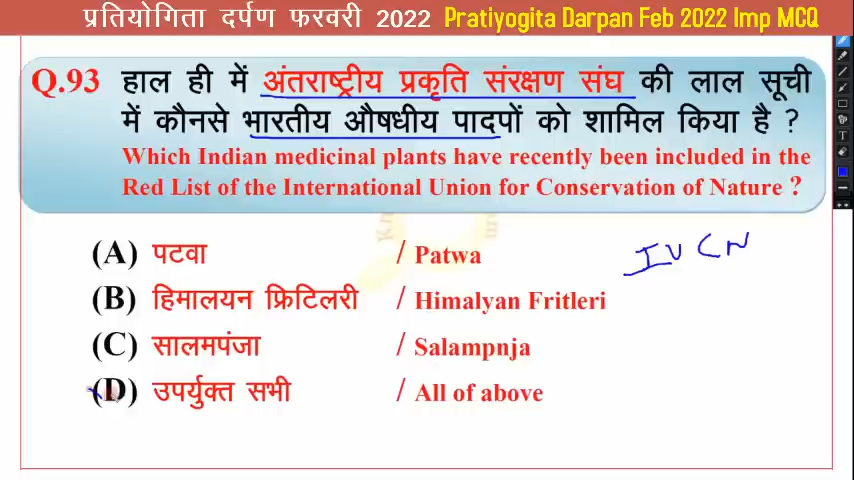 प्रतियोगिता दर्पण फरवरी 2022 Pratiyogita Darpan Feb 2022 Imp MCQ
Q.93 हाल ही में अंतराष्ट्रीय प्रकृति संरक्षण संघ की लाल सूची
में कौनसे भारतीय औषधीय पादपों को शामिल किया है ?
Which Indian medicinal plants have recently been included in the
Red List of the International Union for Conservation of Nature ?
(A) पटवा / Patwa
IUCN
(B) हिमालयन फ्रिटिलरी / Himalyan Fritleri
(C) सालमपंजा / Salampnja
(D) उपर्युक्त सभी / All of above